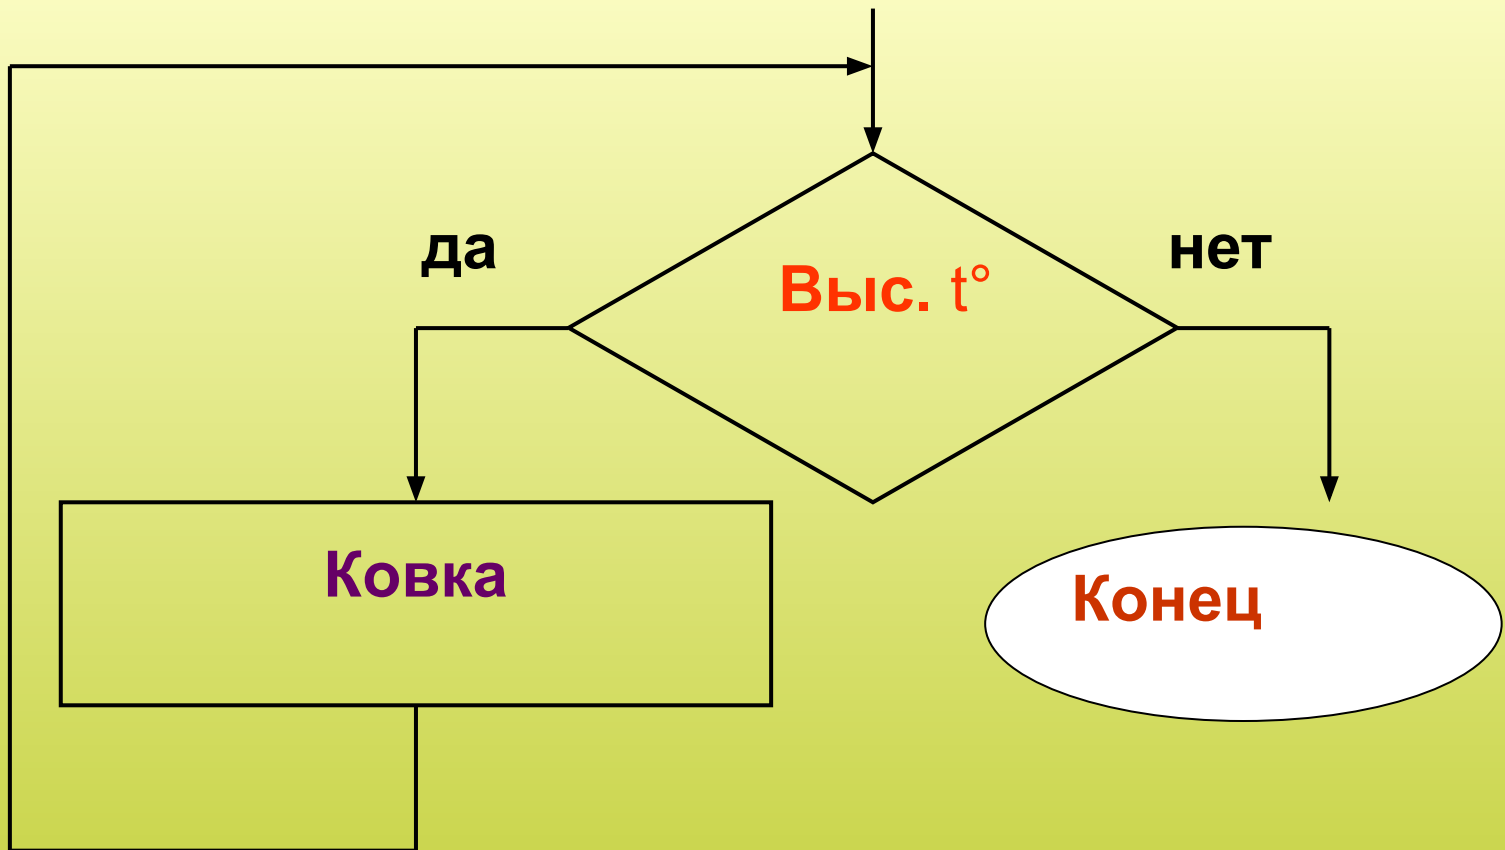 да
нет
Выс. t°
Ковка
Конец